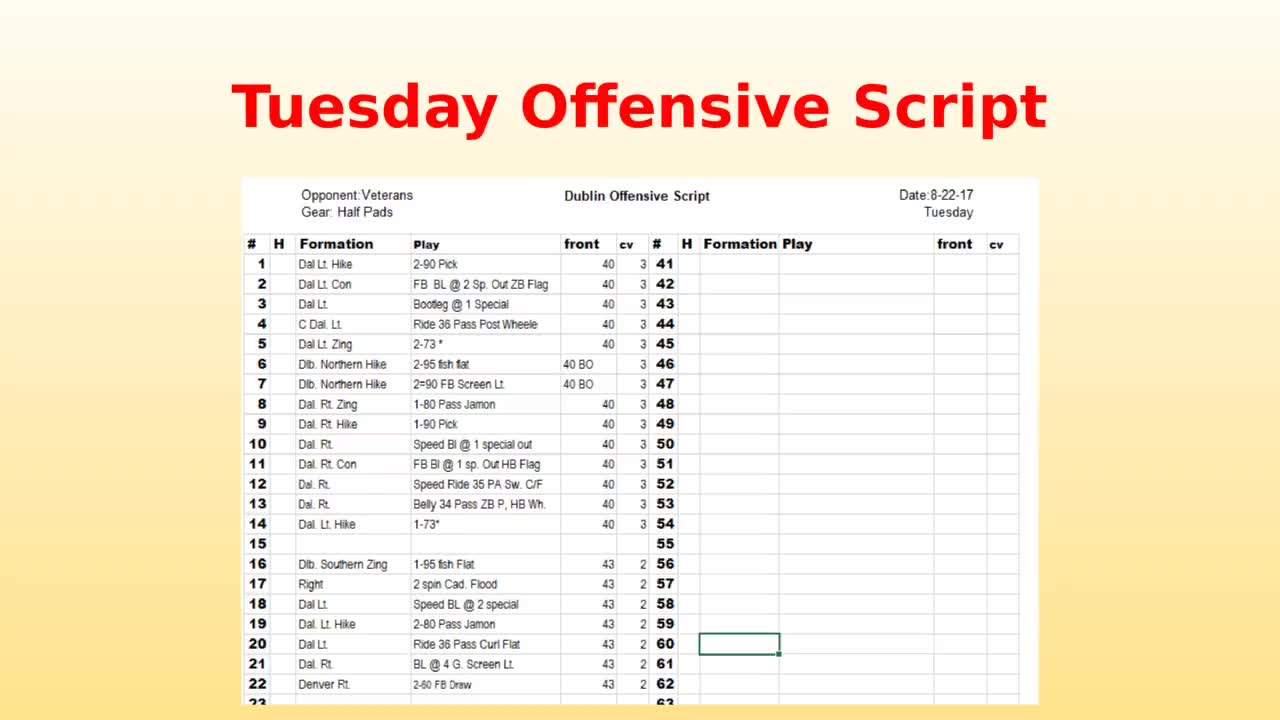 Tuesday Offensive Script
Opponent:Veterans Dublin Offensive Script Date:8-22-17
Gear: Half Pads Tuesday
# H Formation Play front cv # H Formation Play front cv
1 Dal Lt. Hike 2-90 Pick 40 3 41
2 Dal Lt. Con FB BL @ 2 Sp. Out ZB Flag 40 3 42
3 Dal Lt. Bootleg @ 1 Special 40 3 43
4 C Dal. Lt. Ride 36 Pass Post Wheele 40 3 44
5 Dal Lt. Zing 2-73 * 40 3 45
6 Dlb. Northern Hike 2-95 fish flat 40 BO 3 46
7 Dlb. Northern Hike 2=90 FB Screen Lt. 40 BO 3 47
8 Dal. Rt. Zing 1-80 Pass Jamon 40 3 48
9 Dal. Rt. Hike 1-90 Pick 40 3 49
10 Dal. Rt. Speed Bl @ 1 special out 40 3 50
11 Dal. Rt. Con FB Bl @ 1 sp. Out HB Flag 40 3 51
12 Dal. Rt. Speed Ride 35 PA Sw. C/F 40 3 52
13 Dal. Rt. Belly 34 Pass ZB P, HB Wh. 40 3 53
14 Dal. Lt. Hike 1-73* 40 3 54
15 55
16 Dlb. Southern Zing 1-95 fish Flat 43 2 56
17 Right 2 spin Cad. Flood 43 2 57
18 Dal Lt. Speed BL @ 2 special 43 2 58
19 Dal. Lt. Hike 2-80 Pass Jamon 43 2 59
20 Dal Lt. Ride 36 Pass Curl Flat 43 2 60
21 Dal. Rt. BL @ 4 G. Screen Lt. 43 2 61
22 Denver Rt. 2-60 FB Draw 43 2 62
23 63